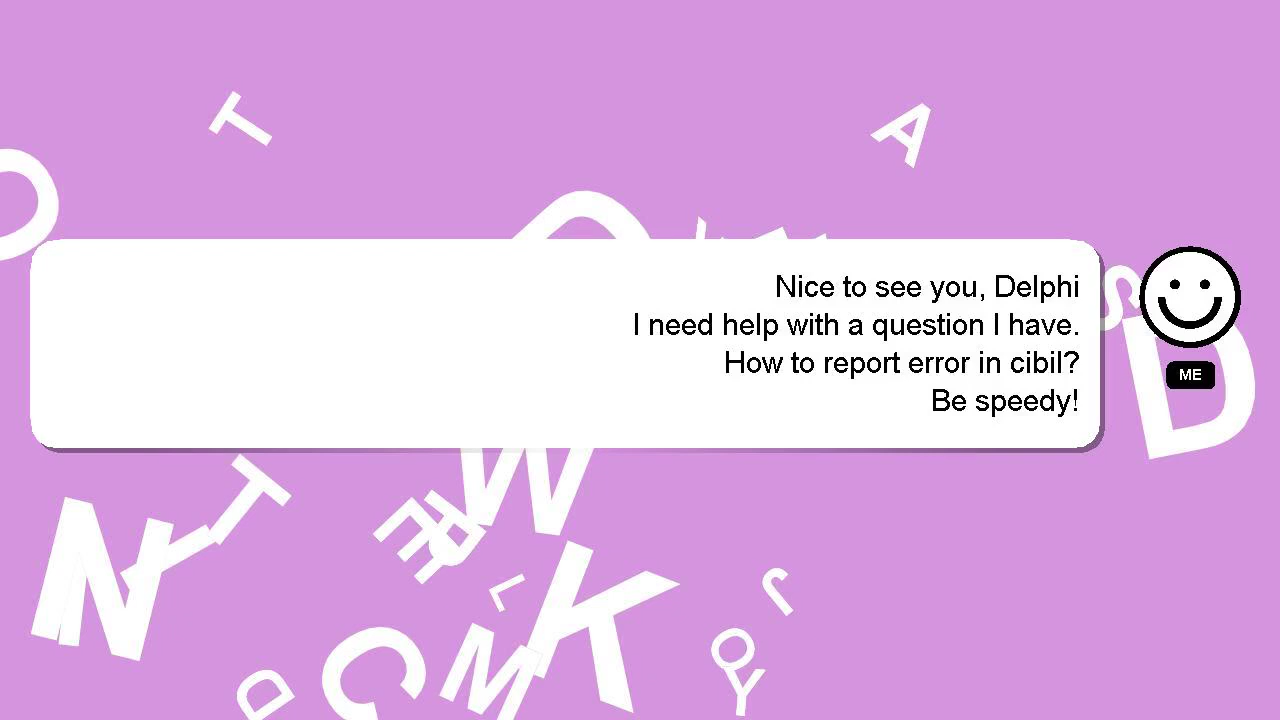 Nice to see you, Delphi
I need help with a question I have.
How to report error in cibil?
Be speedy!
ME
T
A
O
S
D
W
N
Y
T
E
R
L
K
J
M
C
D
O
Y